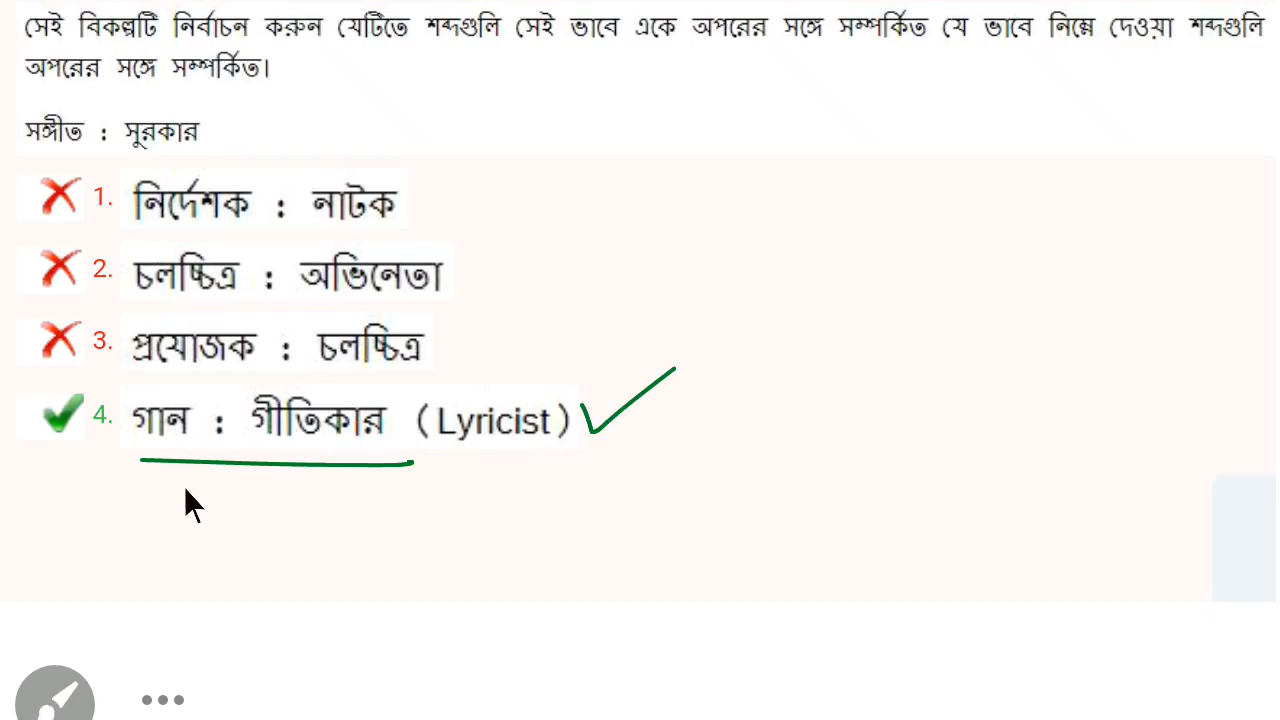 সেই বিকল্পটি নির্বাচন করুন যেটিতে শব্দগুলি সেই ভাবে একে অপরের সঙ্গে সম্পর্কিত যে ভাবে নিম্নে দেওয়া শব্দগুলি
অপরের সঙ্গে সম্পর্কিত।
সঙ্গীত : সুরকার
1. নির্দেশক : নাটক
2. চলচ্চিত্র : অভিনেতা
3. প্রযোজক : চলচ্চিত্র
4. গান : গীতিকার (Lyricist)